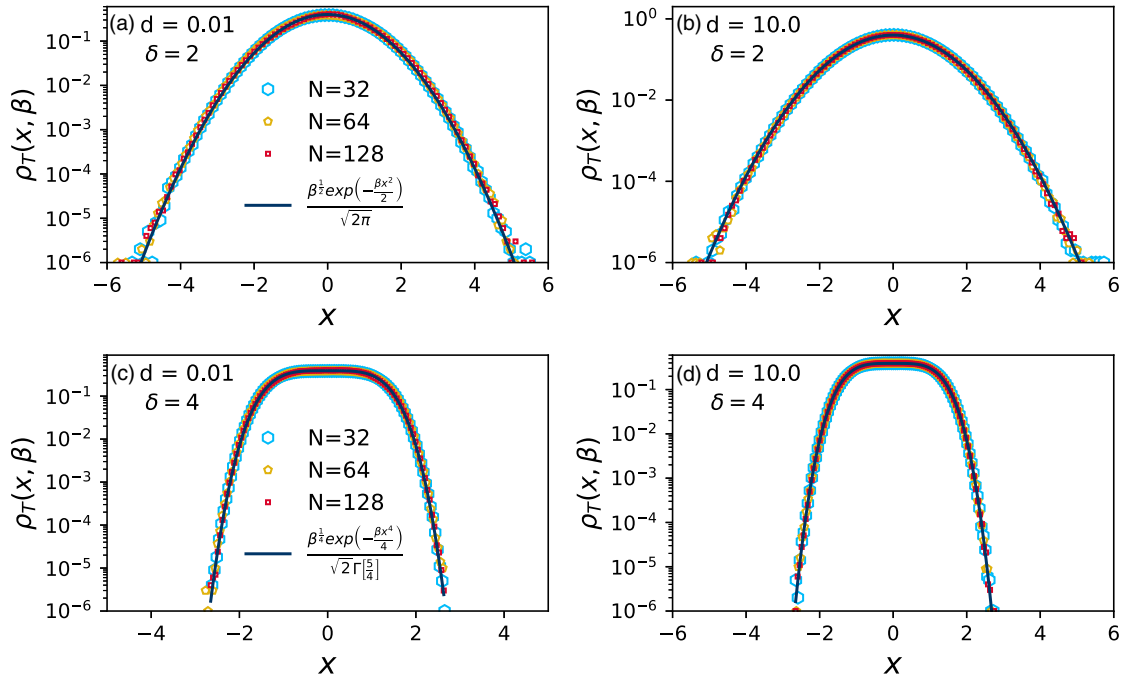 (a) d = 0.01
δ = 2
N=32
N=64
N=128
β^{1/2} exp(−βx²/2) / √2π
10⁻¹
10⁻²
10⁻³
10⁻⁴
10⁻⁵
10⁻⁶
ρ_T(x, β)
−6 −4 −2 0 2 4 6
x
(b) d = 10.0
δ = 2
10⁰
10⁻²
10⁻⁴
10⁻⁶
ρ_T(x, β)
−6 −4 −2 0 2 4 6
x
(c) d = 0.01
δ = 4
N=32
N=64
N=128
β^{1/4} exp(−βx⁴/4) / √2 Γ[5/4]
10⁻¹
10⁻²
10⁻³
10⁻⁴
10⁻⁵
10⁻⁶
ρ_T(x, β)
−4 −2 0 2 4
x
(d) d = 10.0
δ = 4
10⁻¹
10⁻²
10⁻³
10⁻⁴
10⁻⁵
10⁻⁶
ρ_T(x, β)
−6 −4 −2 0 2 4 6
x